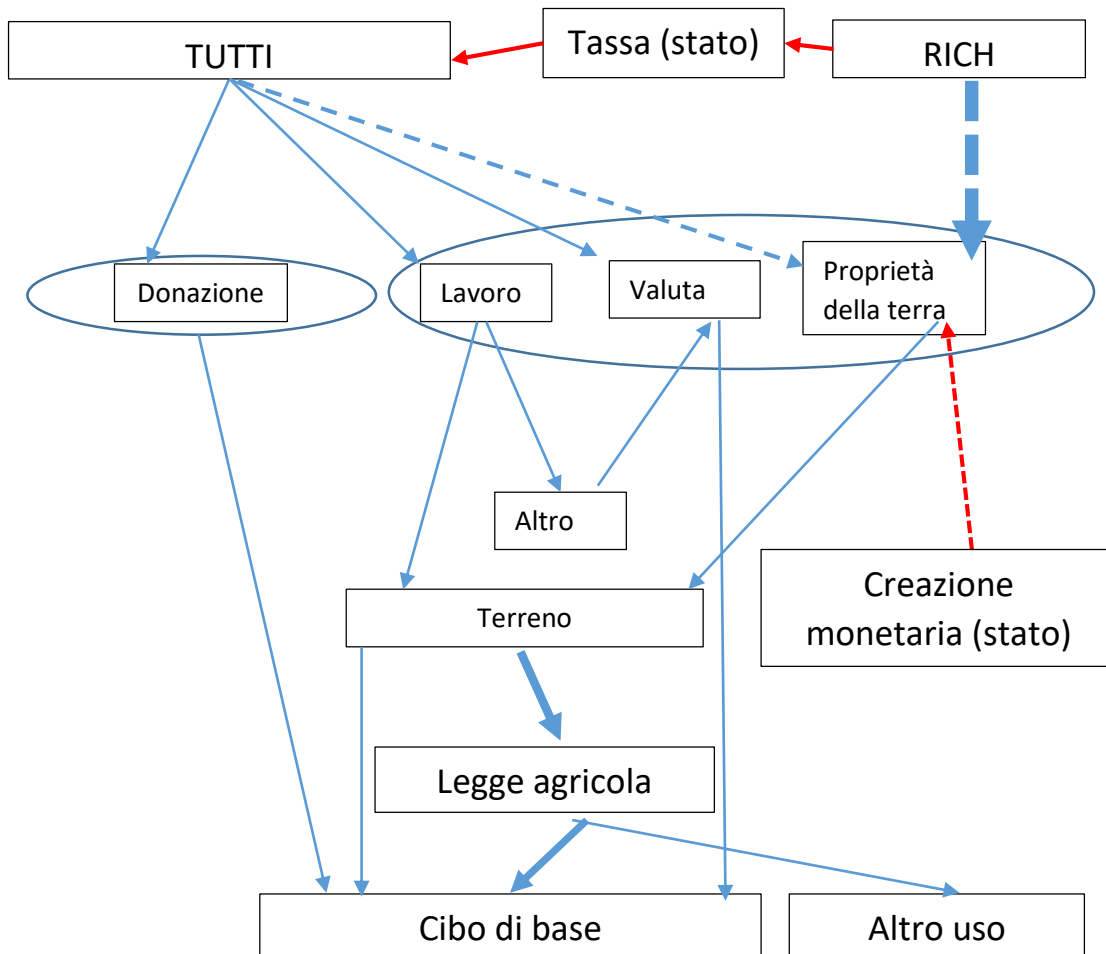 TUTTI
Tassa (stato)
RICH
Donazione
Lavoro
Valuta
Proprietà
della terra
Altro
Terreno
Creazione
monetaria (stato)
Legge agricola
Cibo di base
Altro uso